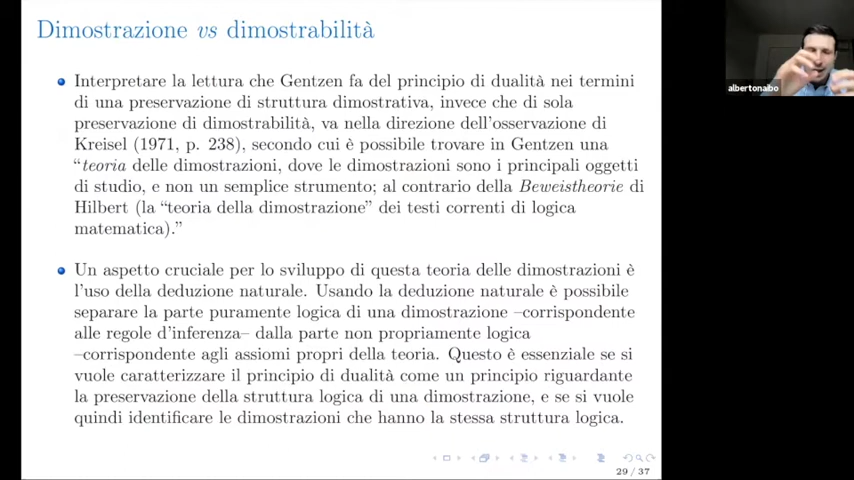 Dimostrazione vs dimostrabilità
albertonaibo
Interpretare la lettura che Gentzen fa del principio di dualità nei termini
di una preservazione di struttura dimostrativa, invece che di sola
preservazione di dimostrabilità, va nella direzione dell'osservazione di
Kreisel (1971, p. 238), secondo cui è possibile trovare in Gentzen una
“teoria delle dimostrazioni, dove le dimostrazioni sono i principali oggetti
di studio, e non un semplice strumento; al contrario della Beweistheorie di
Hilbert (la “teoria della dimostrazione” dei testi correnti di logica
matematica).”
Un aspetto cruciale per lo sviluppo di questa teoria delle dimostrazioni è
l'uso della deduzione naturale. Usando la deduzione naturale è possibile
separare la parte puramente logica di una dimostrazione –corrispondente
alle regole d'inferenza– dalla parte non propriamente logica
–corrispondente agli assiomi propri della teoria. Questo è essenziale se si
vuole caratterizzare il principio di dualità come un principio riguardante
la preservazione della struttura logica di una dimostrazione, e se si vuole
quindi identificare le dimostrazioni che hanno la stessa struttura logica.
29 / 37